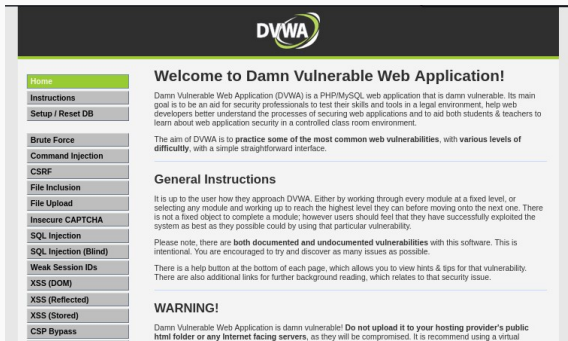 DVWA
Home
Instructions
Setup / Reset DB
Brute Force
Command Injection
CSRF
File Inclusion
File Upload
Insecure CAPTCHA
SQL Injection
SQL Injection (Blind)
Weak Session IDs
XSS (DOM)
XSS (Reflected)
XSS (Stored)
CSP Bypass
Welcome to Damn Vulnerable Web Application!
Damn Vulnerable Web Application (DVWA) is a PHP/MySQL web application that is damn vulnerable. Its main
goal is to be an aid for security professionals to test their skills and tools in a legal environment, help web
developers better understand the processes of securing web applications and to aid both students & teachers to
learn about web application security in a controlled class room environment.
The aim of DVWA is to practice some of the most common web vulnerabilities, with various levels of
difficultly, with a simple straightforward interface.
General Instructions
It is up to the user how they approach DVWA. Either by working through every module at a fixed level, or
selecting any module and working up to reach the highest level they can before moving onto the next one. There
is not a fixed object to complete a module; however users should feel that they have successfully exploited the
system as best as they possible could by using that particular vulnerability.
Please note, there are both documented and undocumented vulnerabilities with this software. This is
intentional. You are encouraged to try and discover as many issues as possible.
There is a help button at the bottom of each page, which allows you to view hints & tips for that vulnerability.
There are also additional links for further background reading, which relates to that security issue.
WARNING!
Damn Vulnerable Web Application is damn vulnerable! Do not upload it to your hosting provider's public
html folder or any Internet facing servers, as they will be compromised. It is recommend using a virtual